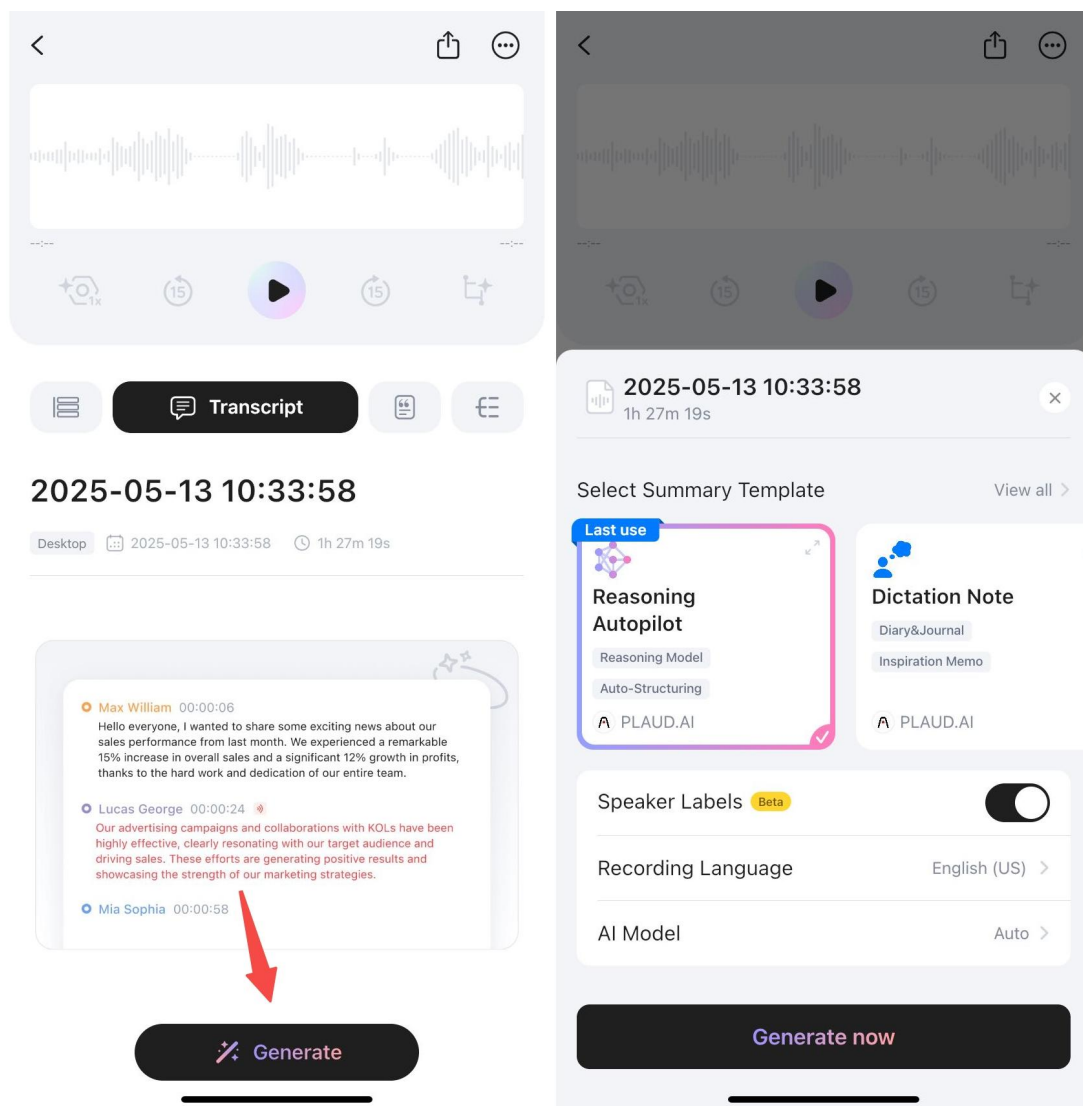 --:--
--:--
1x
15
15
Transcript
2025-05-13 10:33:58
Desktop 2025-05-13 10:33:58 1h 27m 19s
Max William 00:00:06
Hello everyone, I wanted to share some exciting news about our
sales performance from last month. We experienced a remarkable
15% increase in overall sales and a significant 12% growth in profits,
thanks to the hard work and dedication of our entire team.
Lucas George 00:00:24
Our advertising campaigns and collaborations with KOLs have been
highly effective, clearly resonating with our target audience and
driving sales. These efforts are generating positive results and
showcasing the strength of our marketing strategies.
Mia Sophia 00:00:58
Generate
--:--
--:--
1x
15
15
2025-05-13 10:33:58
1h 27m 19s
Select Summary Template
View all
Last use
Reasoning
Autopilot
Reasoning Model
Auto-Structuring
PLAUD.AI
Dictation Note
Diary&Journal
Inspiration Memo
PLAUD.AI
Speaker Labels Beta
Recording Language English (US)
AI Model Auto
Generate now